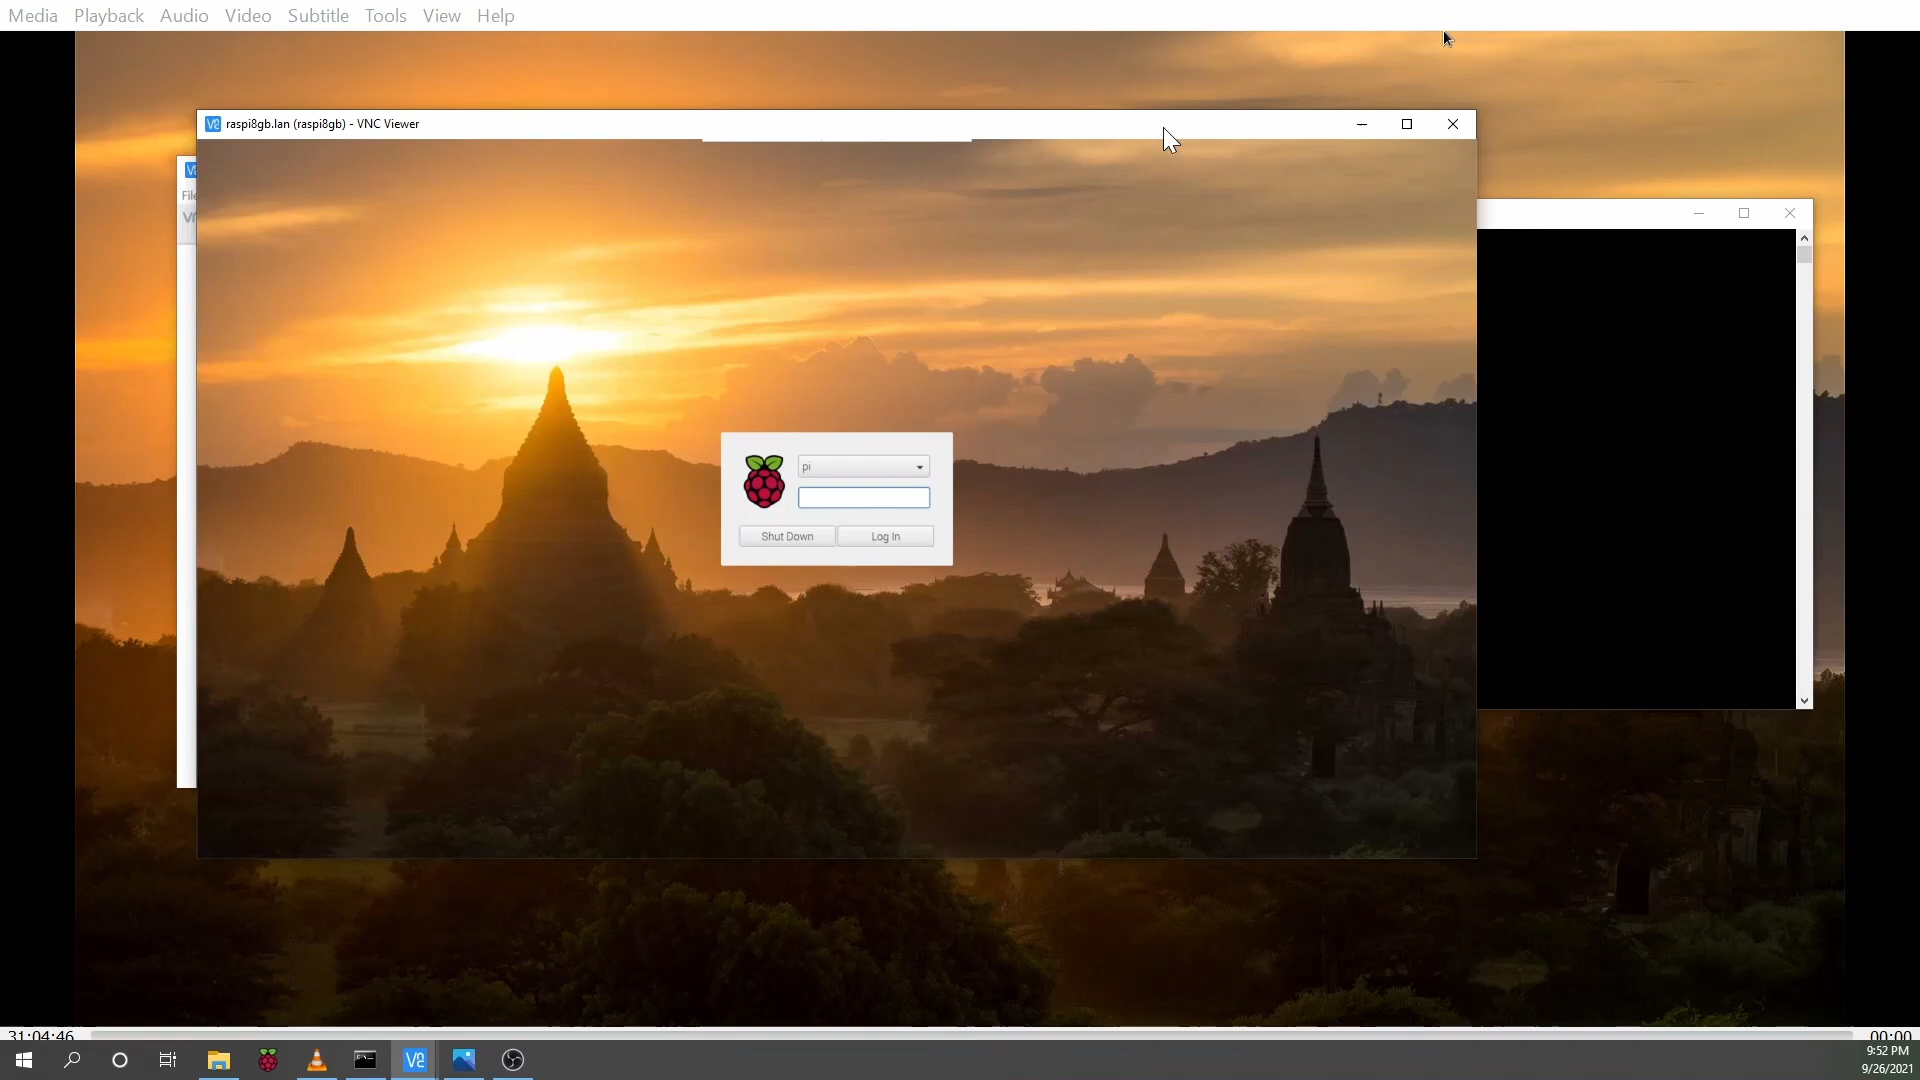 Media Playback Audio Video Subtitle Tools View Help
raspi8gb.lan (raspi8gb) - VNC Viewer
File
pi
Shut Down Log In
31:04:46 00:00
9:52 PM
9/26/2021